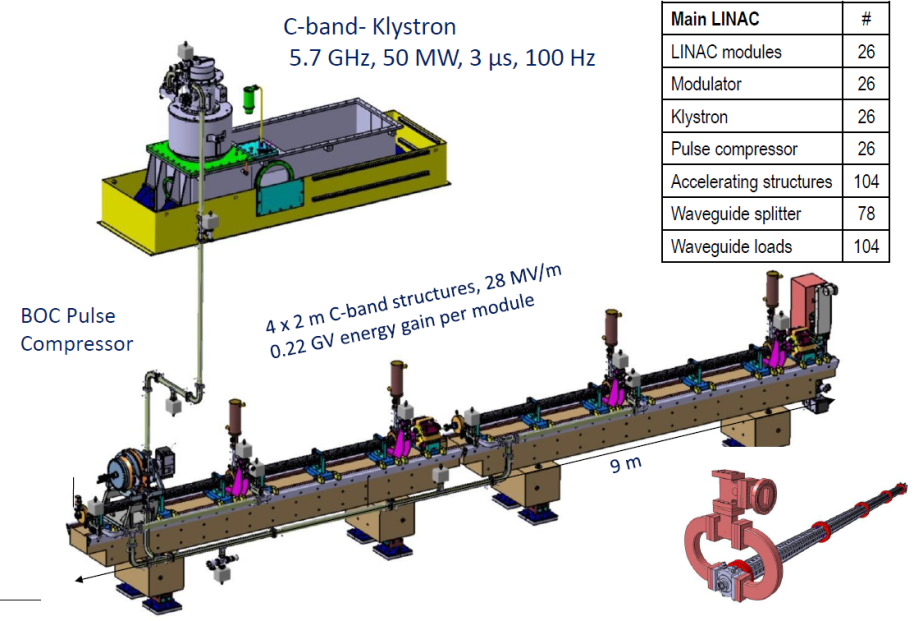 C-band- Klystron
5.7 GHz, 50 MW, 3 µs, 100 Hz
Main LINAC #
LINAC modules 26
Modulator 26
Klystron 26
Pulse compressor 26
Accelerating structures 104
Waveguide splitter 78
Waveguide loads 104
4 x 2 m C-band structures, 28 MV/m
0.22 GV energy gain per module
BOC Pulse
Compressor
9 m